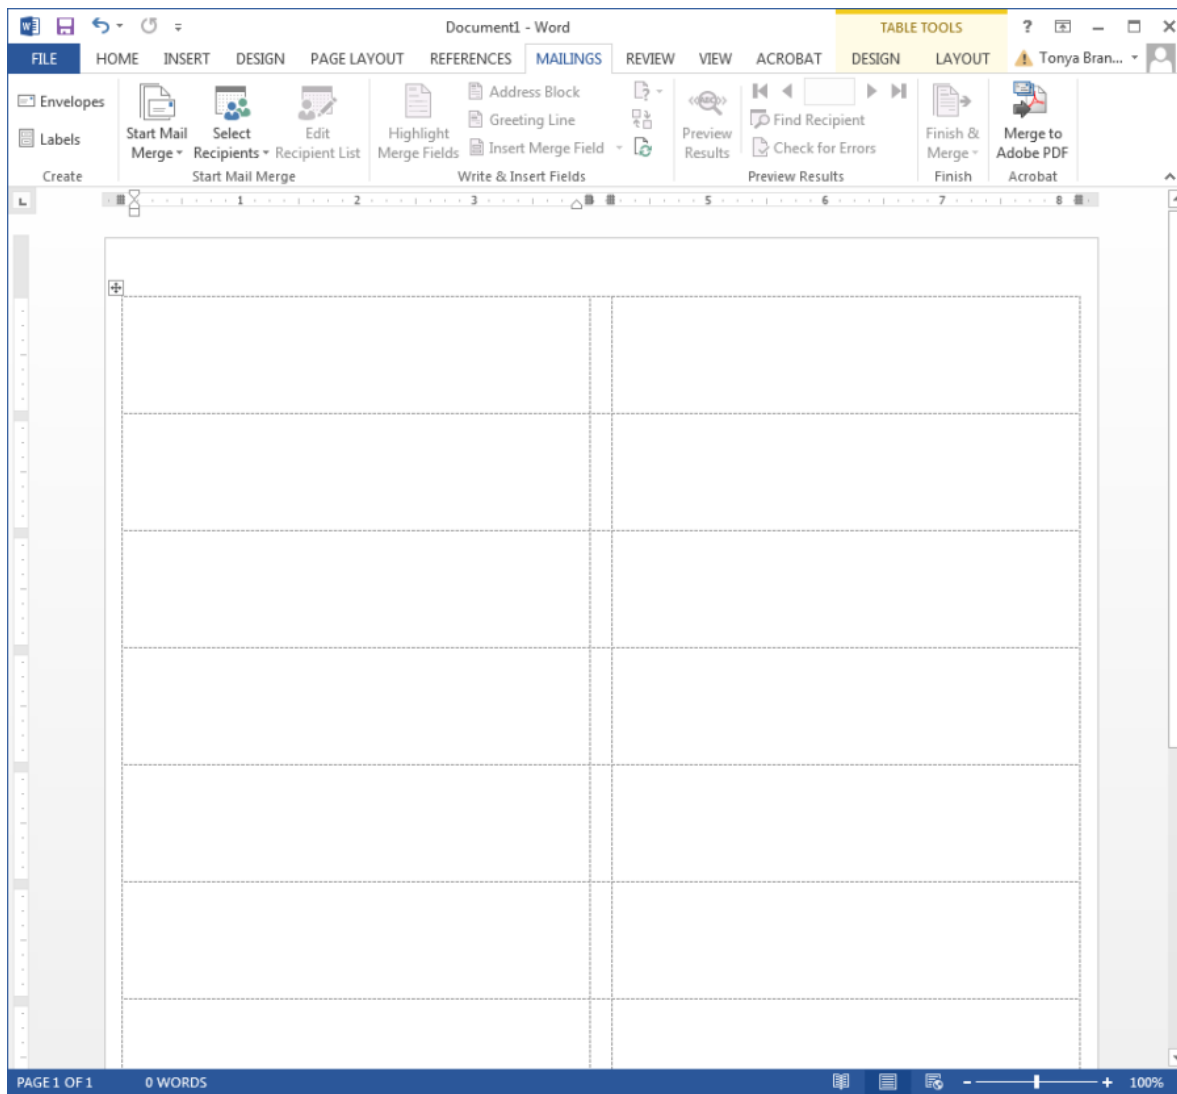 Document1 - Word
TABLE TOOLS
FILE HOME INSERT DESIGN PAGE LAYOUT REFERENCES MAILINGS REVIEW VIEW ACROBAT DESIGN LAYOUT Tonya Bran...
Envelopes
Labels
Create
Start Mail
Merge
Select
Recipients
Edit
Recipient List
Start Mail Merge
Highlight
Merge Fields
Address Block
Greeting Line
Insert Merge Field
Write & Insert Fields
Preview
Results
Find Recipient
Check for Errors
Preview Results
Finish &
Merge
Finish
Merge to
Adobe PDF
Acrobat
1 2 3 5 6 7 8
PAGE 1 OF 1 0 WORDS 100%